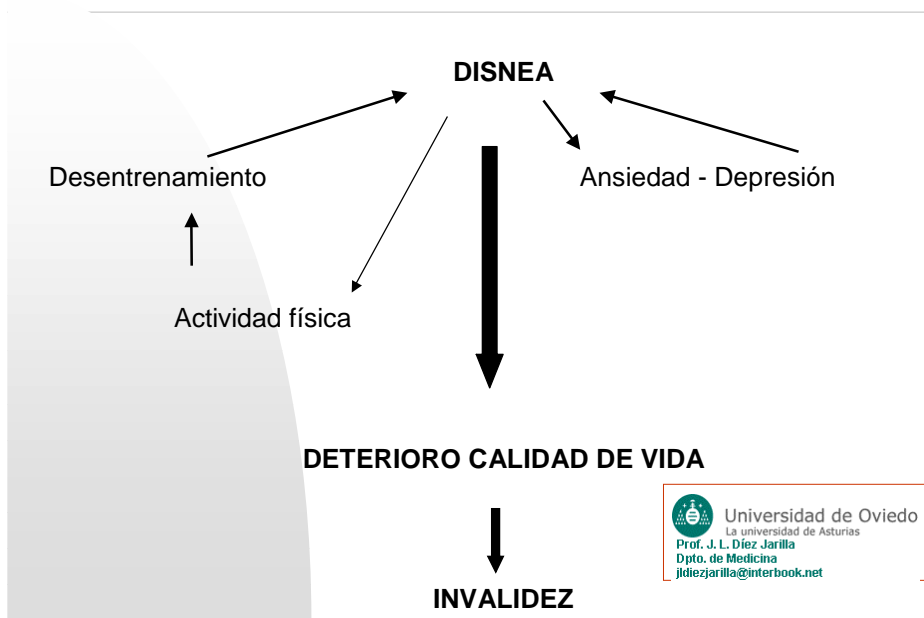 DISNEA
Desentrenamiento
Ansiedad - Depresión
Actividad física
DETERIORO CALIDAD DE VIDA
Universidad de Oviedo
La universidad de Asturias
Prof. J. L. Díez Jarilla
Dpto. de Medicina
jldiezjarilla@interbook.net
INVALIDEZ